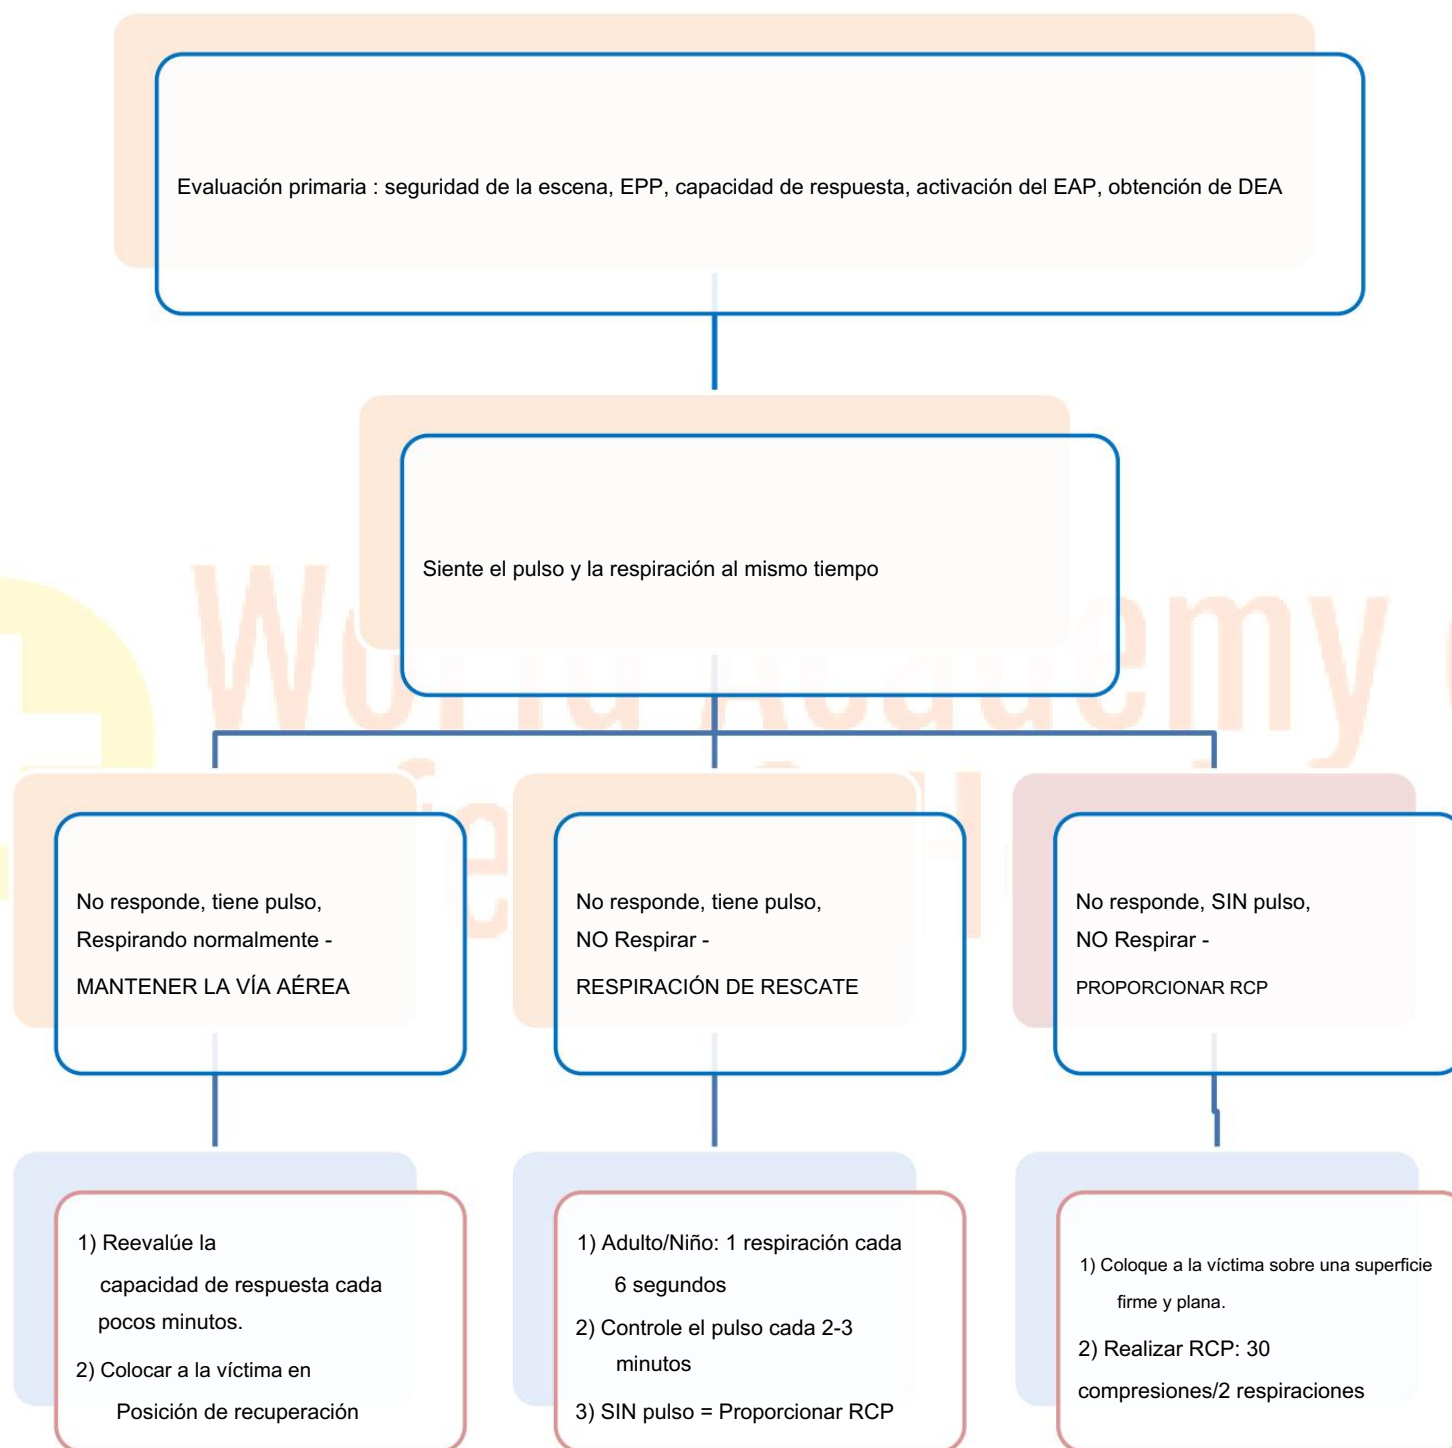 Evaluación primaria : seguridad de la escena, EPP, capacidad de respuesta, activación del EAP, obtención de DEA
Siente el pulso y la respiración al mismo tiempo
World Academy
No responde, tiene pulso,
Respirando normalmente -
MANTENER LA VÍA AÉREA
No responde, tiene pulso,
NO Respirar -
RESPIRACIÓN DE RESCATE
No responde, SIN pulso,
NO Respirar -
PROPORCIONAR RCP
1) Reevalúe la
capacidad de respuesta cada
pocos minutos.
2) Colocar a la víctima en
Posición de recuperación
1) Adulto/Niño: 1 respiración cada
6 segundos
2) Controle el pulso cada 2-3
minutos
3) SIN pulso = Proporcionar RCP
1) Coloque a la víctima sobre una superficie
firme y plana.
2) Realizar RCP: 30
compresiones/2 respiraciones